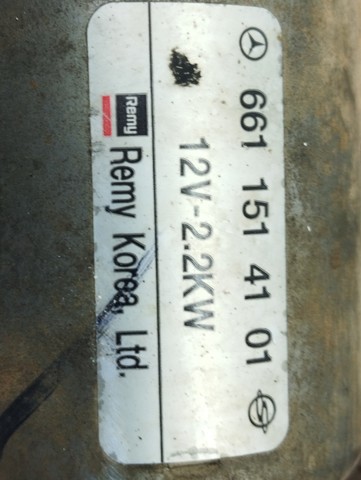 661 151 41 01
12V-2.2KW
Remy Remy Korea, Ltd.